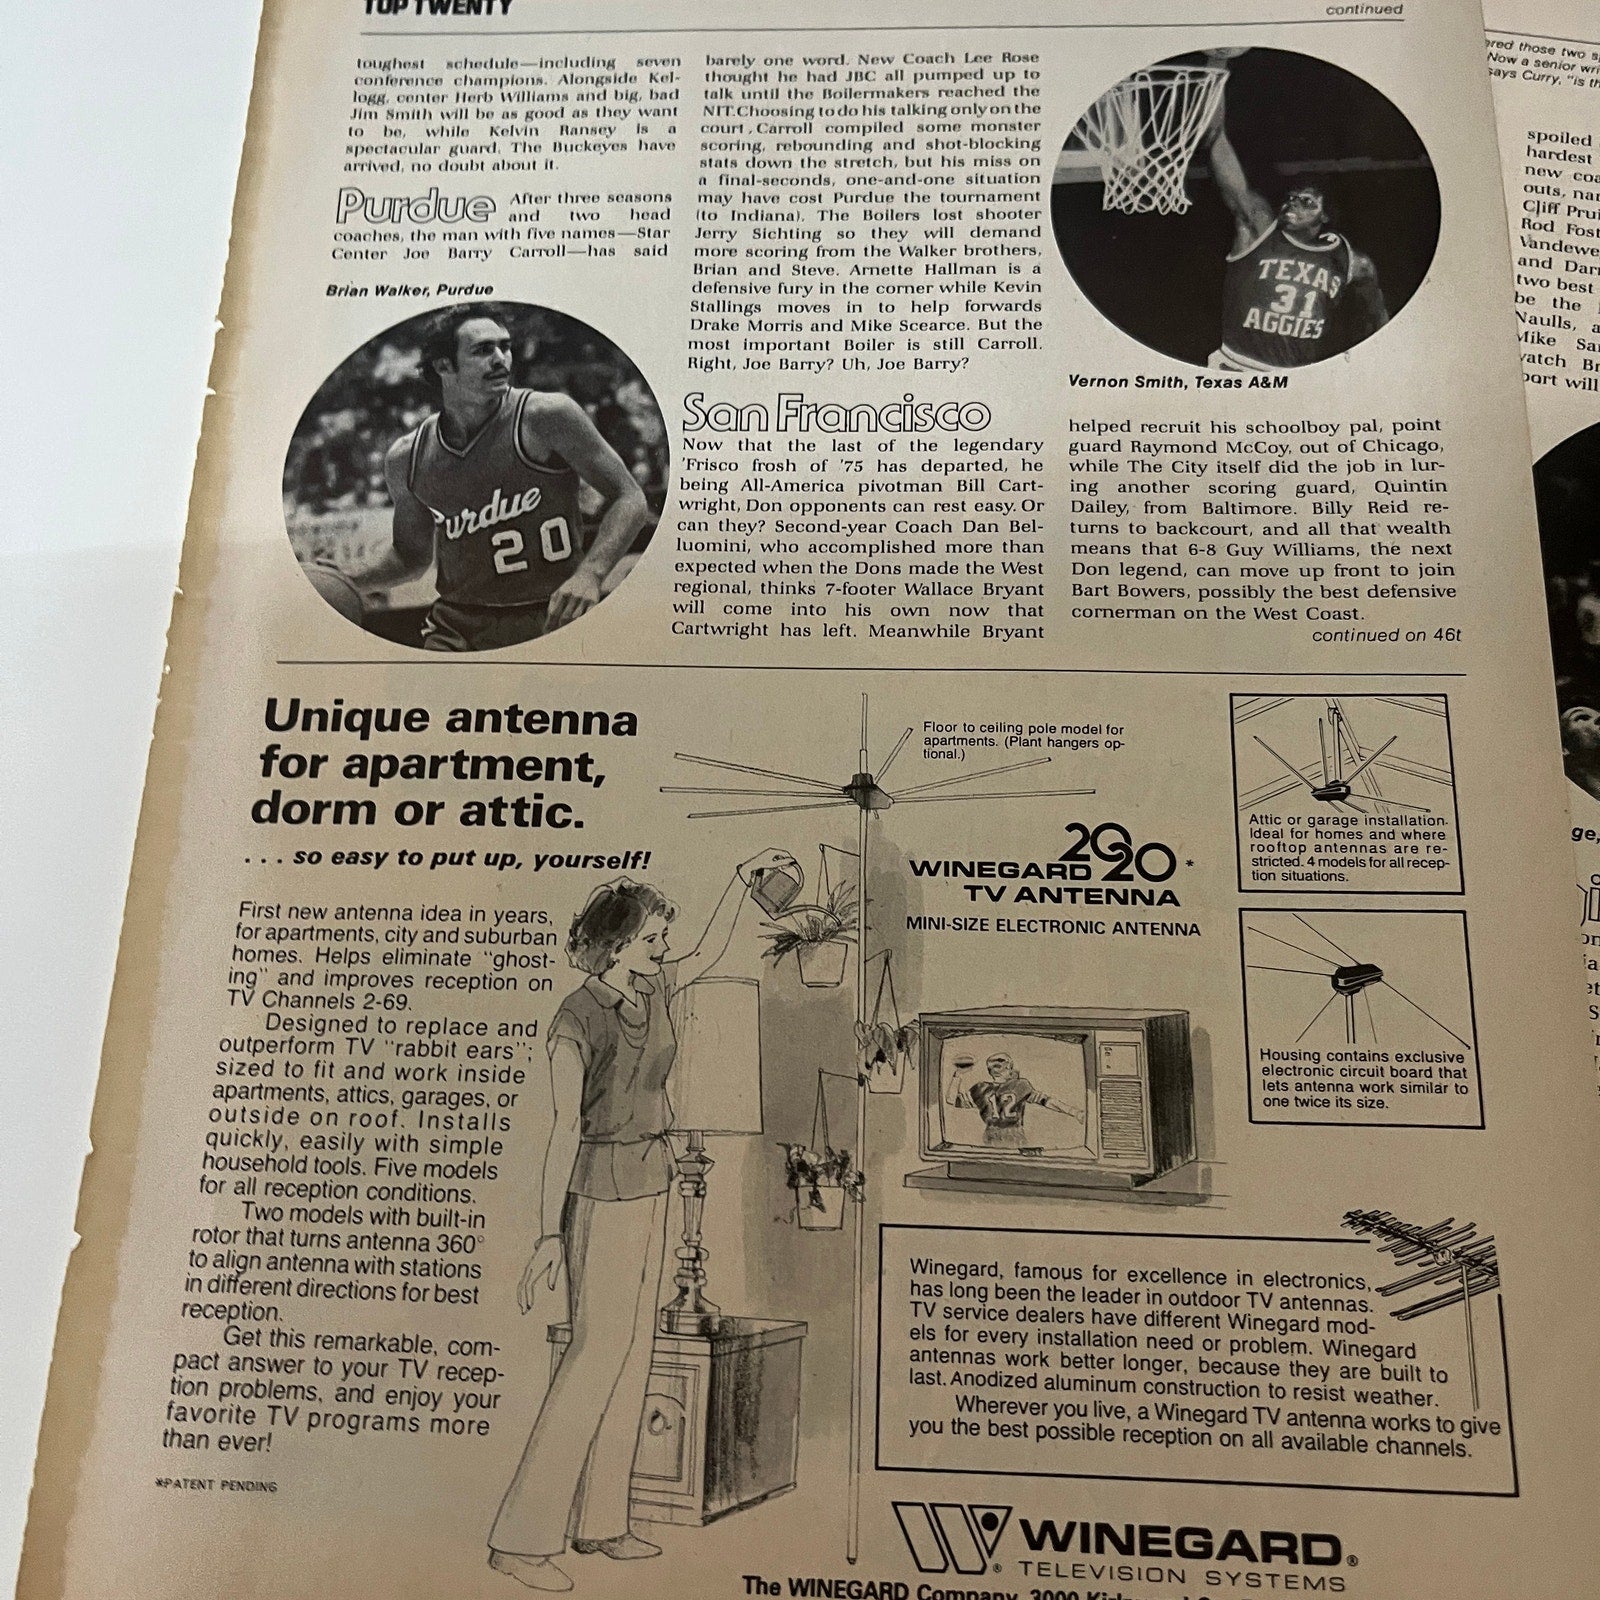 TOP TWENTY
continued
toughest schedule—including seven
conference champions. Alongside Kel-
logg, center Herb Williams and big, bad
Jim Smith will be as good as they want
to be, while Kelvin Ransey is a
spectacular guard. The Buckeyes have
arrived, no doubt about it.
Purdue After three seasons
and two head
coaches, the man with five names—Star
Center Joe Barry Carroll—has said
Brian Walker, Purdue
Purdue
20
barely one word. New Coach Lee Rose
thought he had JBC all pumped up to
talk until the Boilermakers reached the
NIT. Choosing to do his talking only on the
court, Carroll compiled some monster
scoring, rebounding and shot-blocking
stats down the stretch, but his miss on
a final-seconds, one-and-one situation
may have cost Purdue the tournament
(to Indiana). The Boilers lost shooter
Jerry Sichting so they will demand
more scoring from the Walker brothers,
Brian and Steve. Arnette Hallman is a
defensive fury in the corner while Kevin
Stallings moves in to help forwards
Drake Morris and Mike Scearce. But the
most important Boiler is still Carroll.
Right, Joe Barry? Uh, Joe Barry?
San Francisco
Now that the last of the legendary
'Frisco frosh of '75 has departed, he
being All-America pivotman Bill Cart-
wright, Don opponents can rest easy. Or
can they? Second-year Coach Dan Bel-
luomini, who accomplished more than
expected when the Dons made the West
regional, thinks 7-footer Wallace Bryant
will come into his own now that
Cartwright has left. Meanwhile Bryant
TEXAS
31
AGGIES
Vernon Smith, Texas A&M
helped recruit his schoolboy pal, point
guard Raymond McCoy, out of Chicago,
while The City itself did the job in lur-
ing another scoring guard, Quintin
Dailey, from Baltimore. Billy Reid re-
turns to backcourt, and all that wealth
means that 6-8 Guy Williams, the next
Don legend, can move up front to join
Bart Bowers, possibly the best defensive
cornerman on the West Coast.
continued on 46t
those two
Now a senior
says Curry, "is
spoiled
hardest
new
outs,
Cliff
Rod
and
two best
be the
Naulls,
Mike
will
Unique antenna
for apartment,
dorm or attic.
. . . so easy to put up, yourself!
First new antenna idea in years,
for apartments, city and suburban
homes. Helps eliminate "ghost-
ing" and improves reception on
TV Channels 2-69.
Designed to replace and
outperform TV "rabbit ears";
sized to fit and work inside
apartments, attics, garages, or
outside on roof. Installs
quickly, easily with simple
household tools. Five models
for all reception conditions.
Two models with built-in
rotor that turns antenna 360°
to align antenna with stations
in different directions for best
reception.
Get this remarkable, com-
pact answer to your TV recep-
tion problems, and enjoy your
favorite TV programs more
than ever!
*PATENT PENDING
Floor to ceiling pole model for
apartments. (Plant hangers op-
tional.)
WINEGARD 2020 *
TV ANTENNA
MINI-SIZE ELECTRONIC ANTENNA
12
Attic or garage installation.
Ideal for homes and where
rooftop antennas are re-
stricted. 4 models for all recep-
tion situations.
Housing contains exclusive
electronic circuit board that
lets antenna work similar to
one twice its size.
Winegard, famous for excellence in electronics,
has long been the leader in outdoor TV antennas.
TV service dealers have different Winegard mod-
els for every installation need or problem. Winegard
antennas work better longer, because they are built to
last. Anodized aluminum construction to resist weather.
Wherever you live, a Winegard TV antenna works to give
you the best possible reception on all available channels.
WINEGARD®
TELEVISION SYSTEMS
The WINEGARD Company, 3000